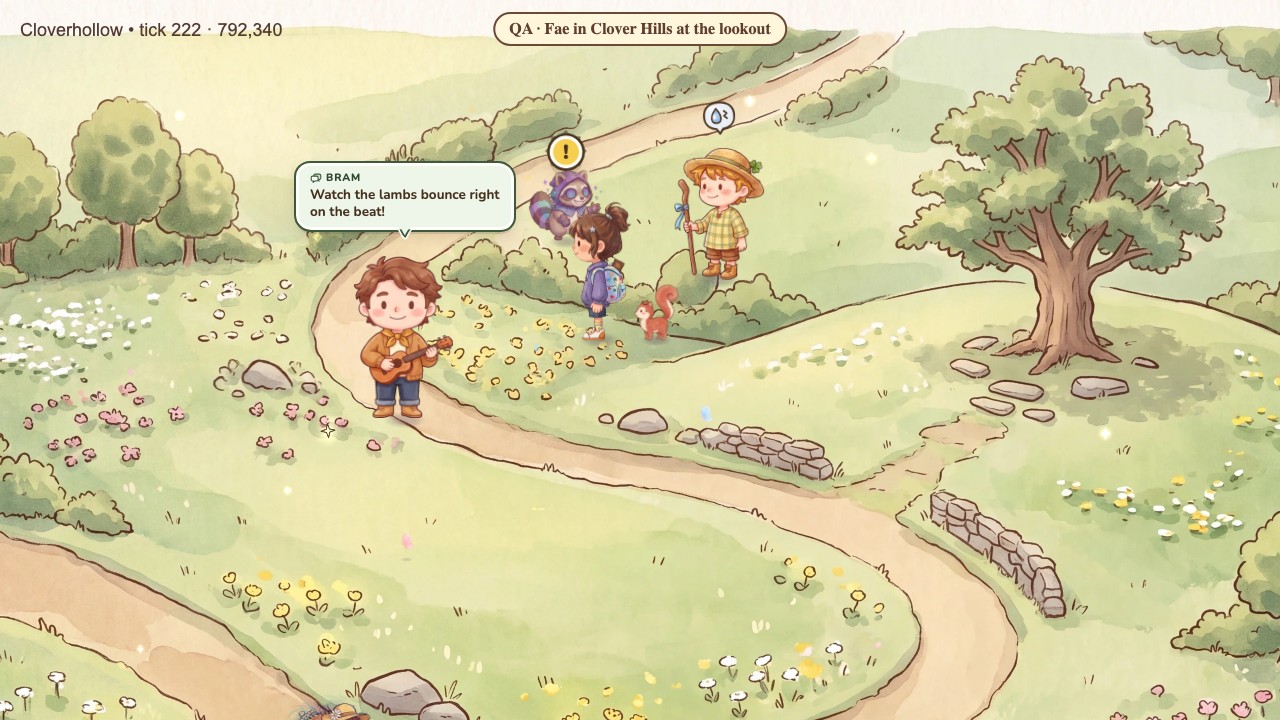 Cloverhollow • tick 222 · 792,340
QA · Fae in Clover Hills at the lookout
!
BRAM
Watch the lambs bounce right
on the beat!